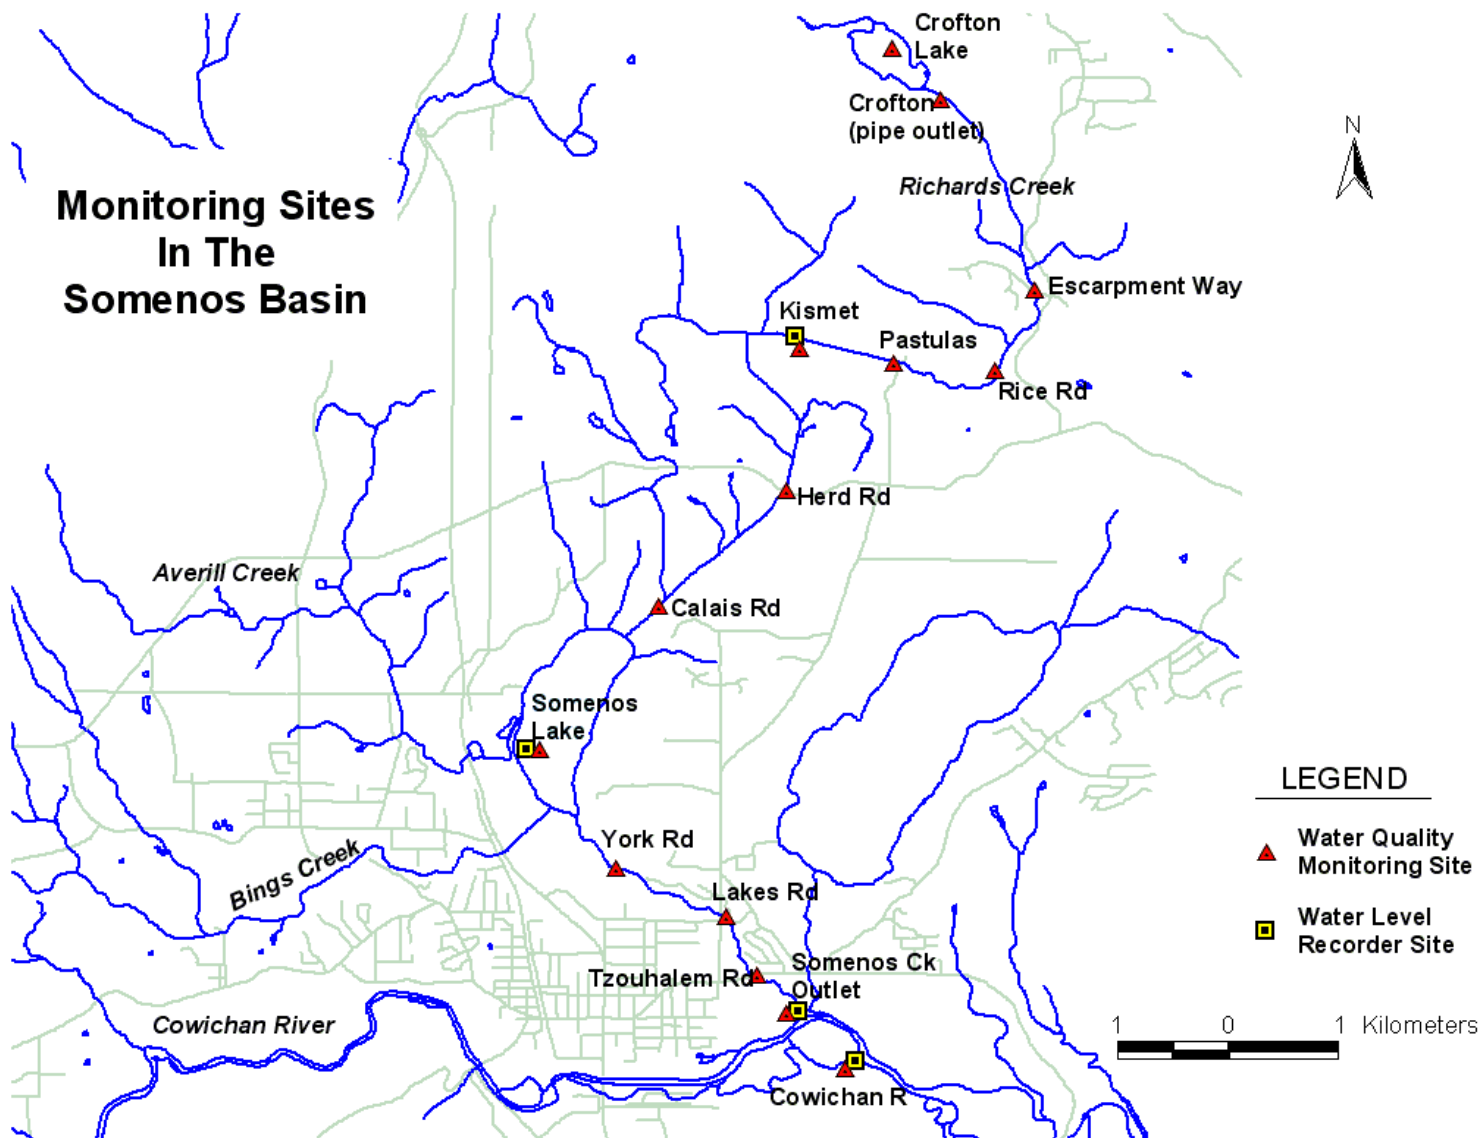 Monitoring Sites
In The
Somenos Basin
Crofton
Lake
Crofton
(pipe outlet)
Richards Creek
N
Escarpment Way
Kismet
Pastulas
Rice Rd
Herd Rd
Averill Creek
Calais Rd
Somenos
Lake
York Rd
Bings Creek
Lakes Rd
Somenos Ck
Outlet
Tzouhalem Rd
Cowichan River
Cowichan R
LEGEND
Water Quality
Monitoring Site
Water Level
Recorder Site
1 0 1 Kilometers